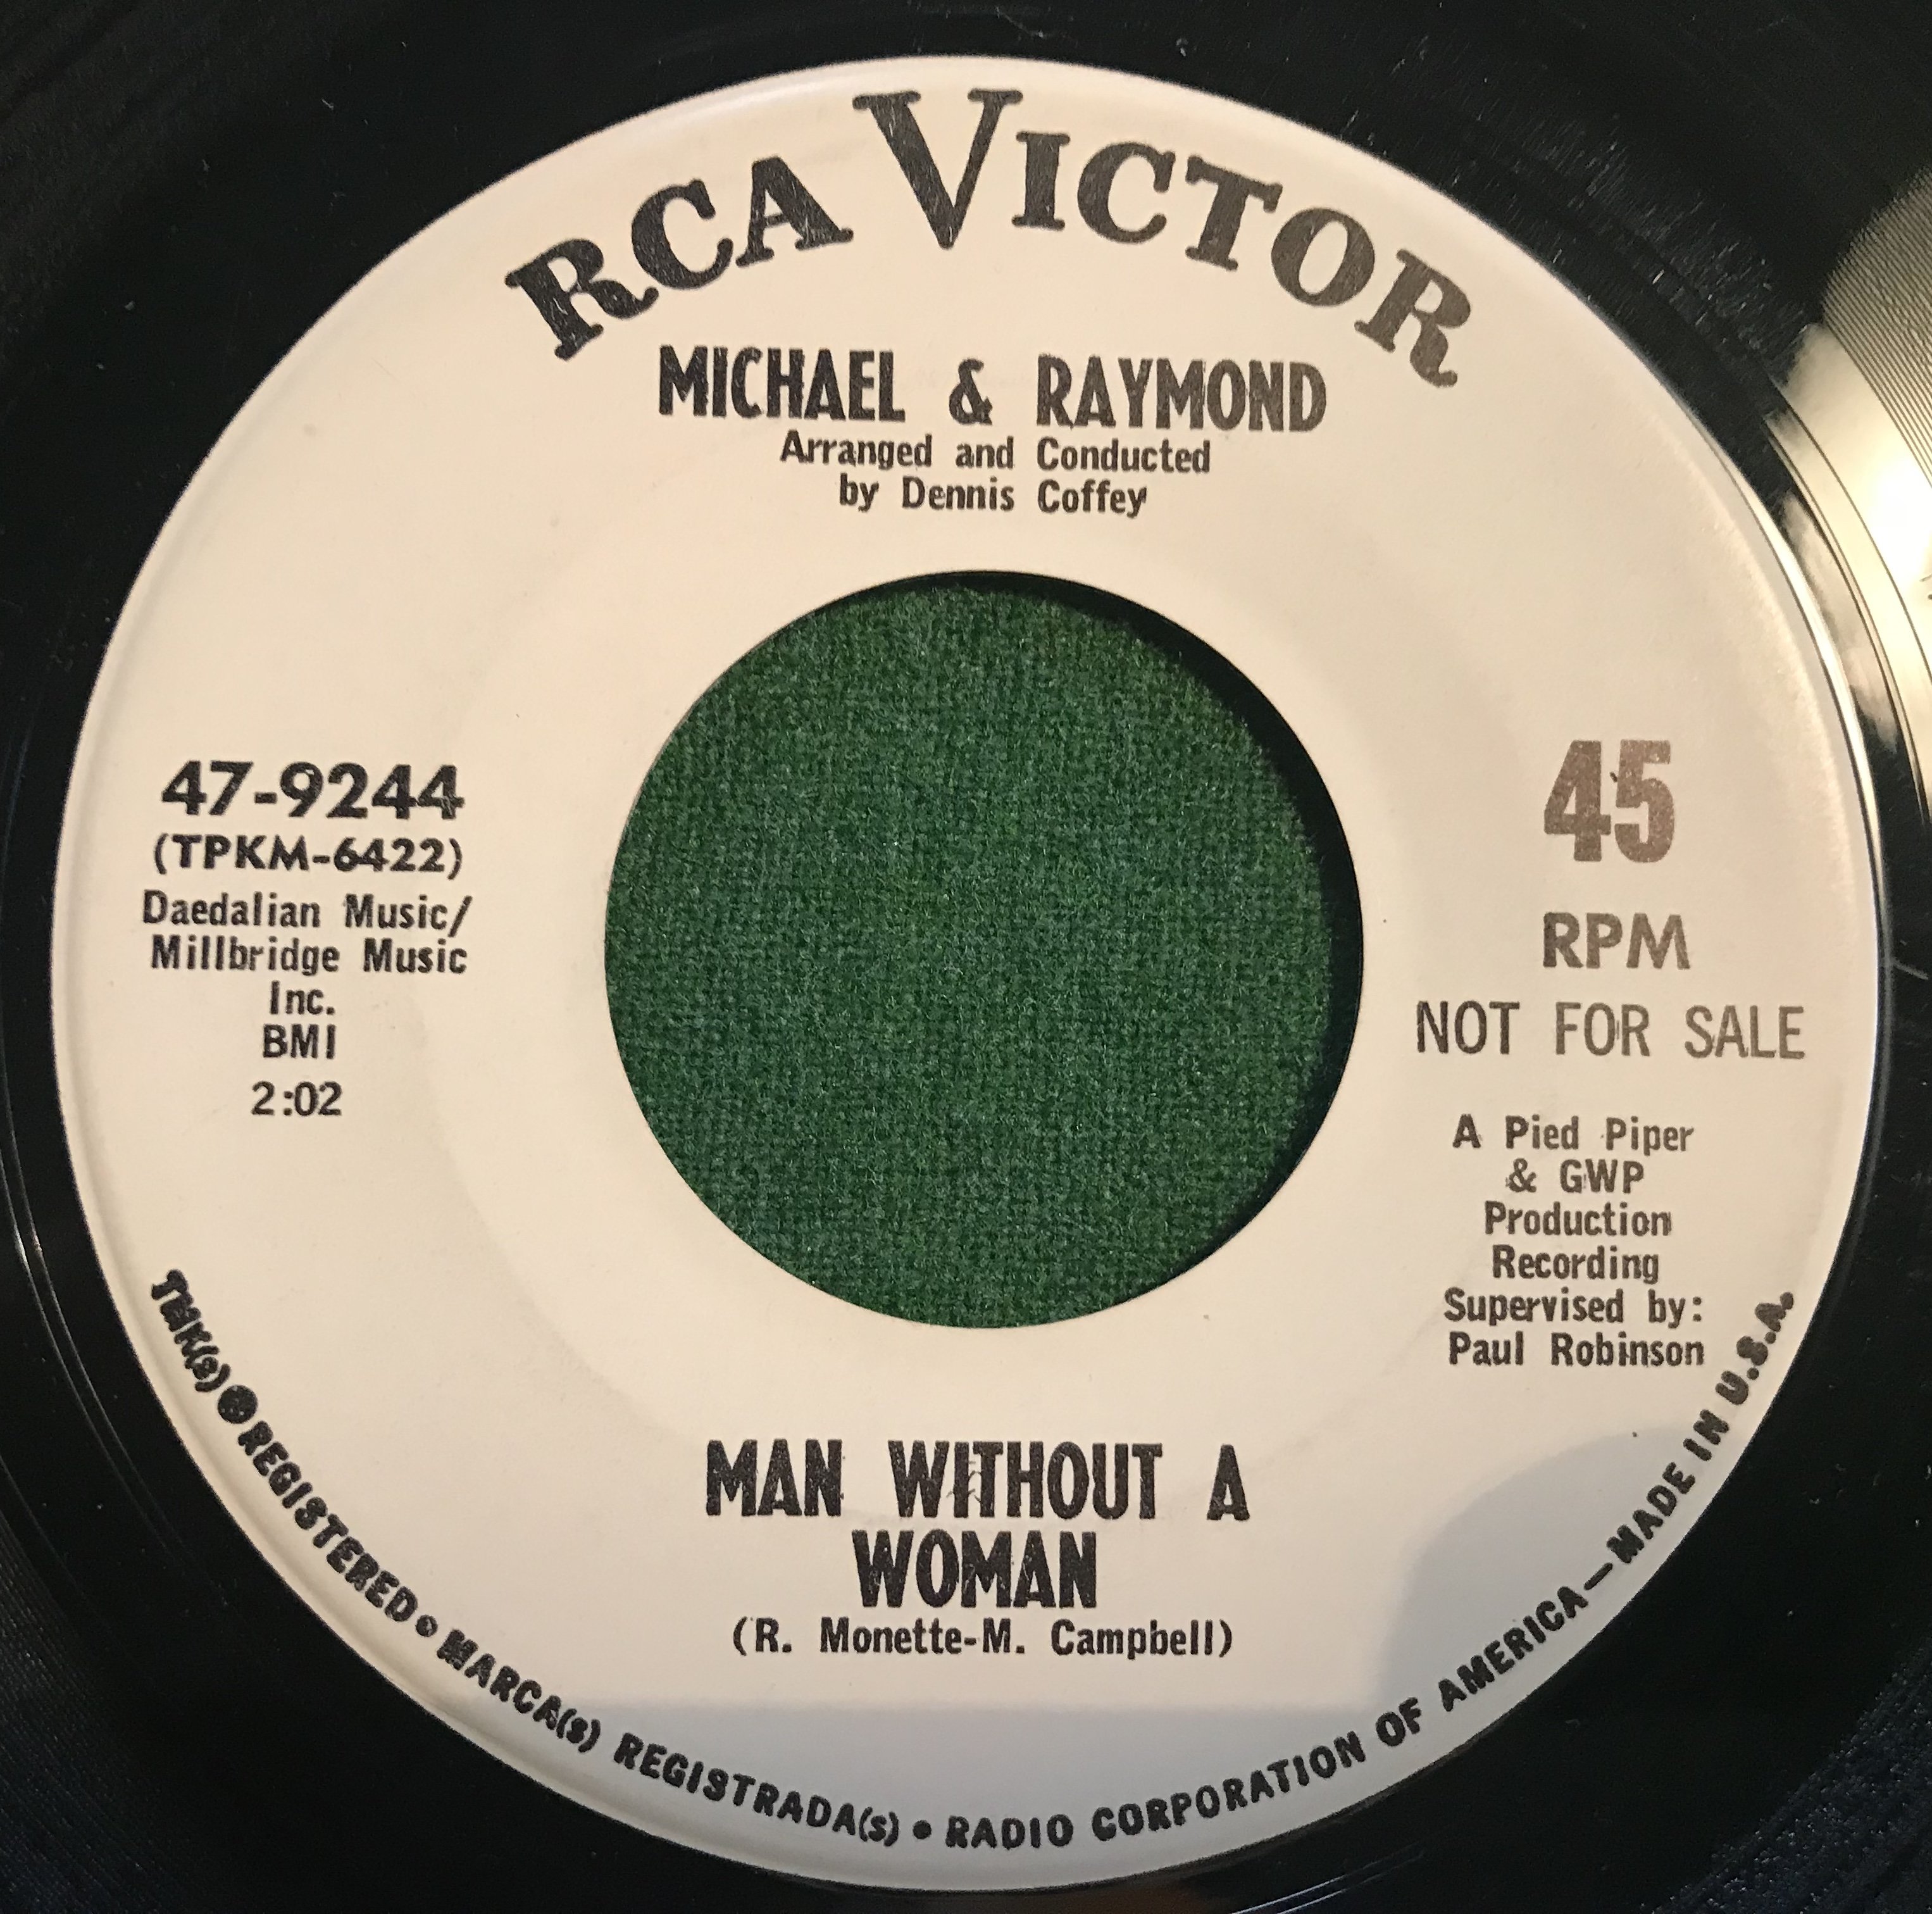 RCA VICTOR
MICHAEL & RAYMOND
Arranged and Conducted
by Dennis Coffey
47-9244
(TPKM-6422)
Daedalian Music/
Millbridge Music
Inc.
BMI
2:02
45
RPM
NOT FOR SALE
A Pied Piper
& GWP
Production
Recording
Supervised by:
Paul Robinson
MAN WITHOUT A
WOMAN
(R. Monette-M. Campbell)
TMK(s) ® REGISTERED • MARCA(s) REGISTRADA(s) • RADIO CORPORATION OF AMERICA—MADE IN U.S.A.